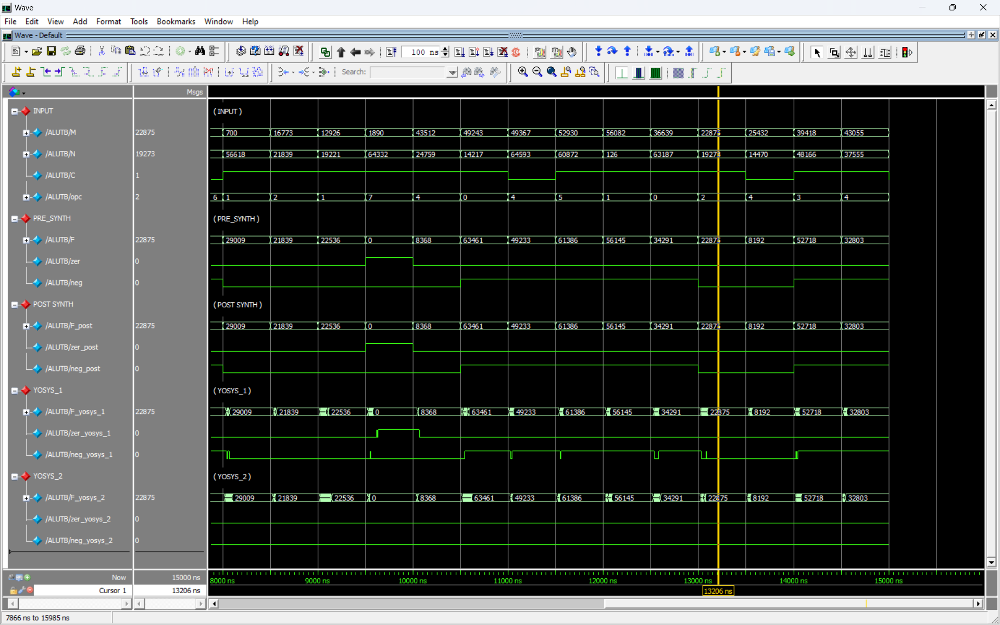 Wave
File Edit View Add Format Tools Bookmarks Window Help
Wave - Default
100 ns
Search:
Msgs
INPUT (INPUT)
/ALUTB/M 22875 700 16773 12926 1890 43512 49243 49367 52930 56082 36639 22875 25432 39418 43055
/ALUTB/N 19273 56618 21839 19221 64332 24759 14217 64593 60872 126 63187 19273 14470 48166 37555
/ALUTB/C 1
/ALUTB/opc 2 6 1 2 1 7 4 0 4 5 1 0 2 4 3 4
PRE_SYNTH (PRE_SYNTH)
/ALUTB/F 22875 29009 21839 22536 0 8368 63461 49233 61386 56145 34291 22875 8192 52718 32803
/ALUTB/zer 0
/ALUTB/neg 0
POST SYNTH (POST SYNTH)
/ALUTB/F_post 22875 29009 21839 22536 0 8368 63461 49233 61386 56145 34291 22875 8192 52718 32803
/ALUTB/zer_post 0
/ALUTB/neg_post 0
YOSYS_1 (YOSYS_1)
/ALUTB/F_yosys_1 22875 29009 21839 22536 0 8368 63461 49233 61386 56145 34291 22875 8192 52718 32803
/ALUTB/zer_yosys_1 0
/ALUTB/neg_yosys_1 0
YOSYS_2 (YOSYS_2)
/ALUTB/F_yosys_2 22875 29009 21839 22536 0 8368 63461 49233 61386 56145 34291 22875 8192 52718 32803
/ALUTB/zer_yosys_2 0
/ALUTB/neg_yosys_2 0
Now 15000 ns 8000 ns 9000 ns 10000 ns 11000 ns 12000 ns 13000 ns 14000 ns 15000 ns
Cursor 1 13206 ns 13206 ns
7866 ns to 15985 ns